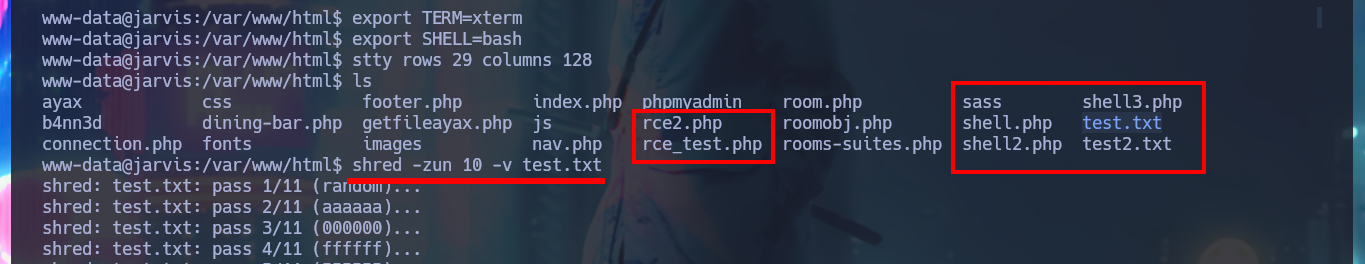 www-data@jarvis:/var/www/html$ export TERM=xterm
www-data@jarvis:/var/www/html$ export SHELL=bash
www-data@jarvis:/var/www/html$ stty rows 29 columns 128
www-data@jarvis:/var/www/html$ ls
ayax css footer.php index.php phpmyadmin room.php sass shell3.php
b4nn3d dining-bar.php getfileayax.php js rce2.php roomobj.php shell.php test.txt
connection.php fonts images nav.php rce_test.php rooms-suites.php shell2.php test2.txt
www-data@jarvis:/var/www/html$ shred -zun 10 -v test.txt
shred: test.txt: pass 1/11 (random)...
shred: test.txt: pass 2/11 (aaaaaa)...
shred: test.txt: pass 3/11 (000000)...
shred: test.txt: pass 4/11 (ffffff)...